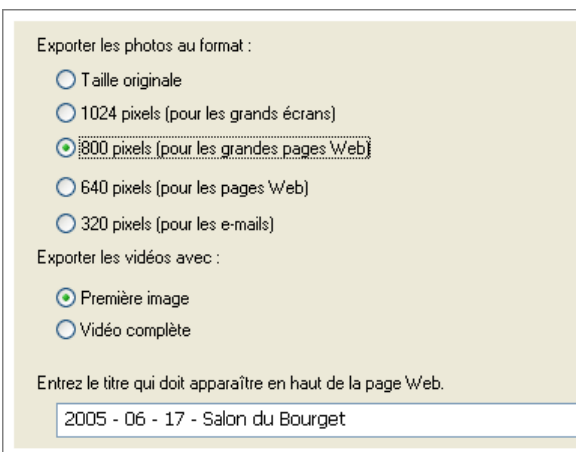 Exporter les photos au format :
Taille originale
1024 pixels (pour les grands écrans)
800 pixels (pour les grandes pages Web)
640 pixels (pour les pages Web)
320 pixels (pour les e-mails)
Exporter les vidéos avec :
Première image
Vidéo complète
Entrez le titre qui doit apparaître en haut de la page Web.
2005 - 06 - 17 - Salon du Bourget